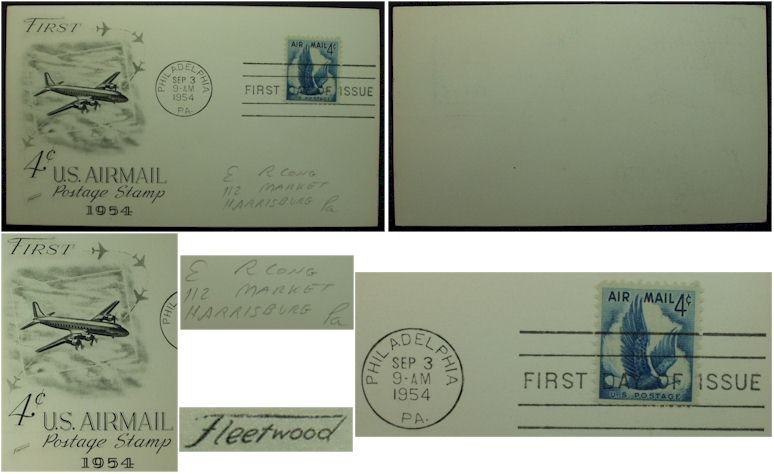 FIRST
4¢
U.S. AIRMAIL
Postage Stamp
1954
PHILADELPHIA
SEP 3
9-AM
1954
PA.
AIR MAIL 4¢
FIRST DAY OF ISSUE
U.S. POSTAGE
E R CONG
112 MARKET
HARRISBURG Pa
FIRST
4¢
U.S. AIRMAIL
Postage Stamp
1954
E R CONG
112 MARKET
HARRISBURG Pa
Fleetwood
PHILADELPHIA
SEP 3
9-AM
1954
PA.
AIR MAIL 4¢
FIRST DAY OF ISSUE
U.S. POSTAGE